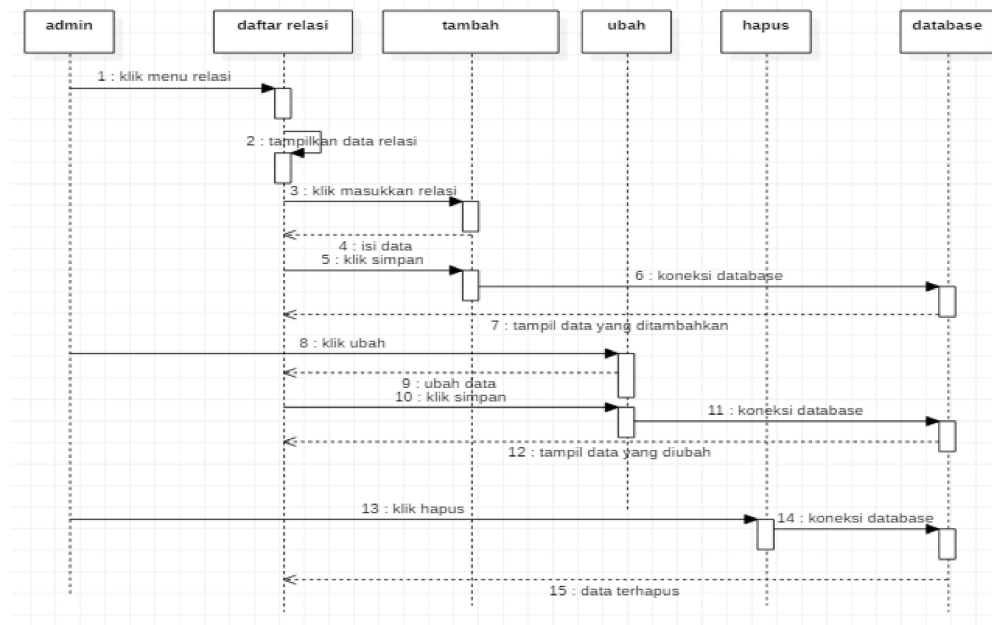 admin
daftar relasi
tambah
ubah
hapus
database
1 : klik menu relasi
2 : tampilkan data relasi
3 : klik masukkan relasi
4 : isi data
5 : klik simpan
6 : koneksi database
7 : tampil data yang ditambahkan
8 : klik ubah
9 : ubah data
10 : klik simpan
11 : koneksi database
12 : tampil data yang diubah
13 : klik hapus
14 : koneksi database
15 : data terhapus